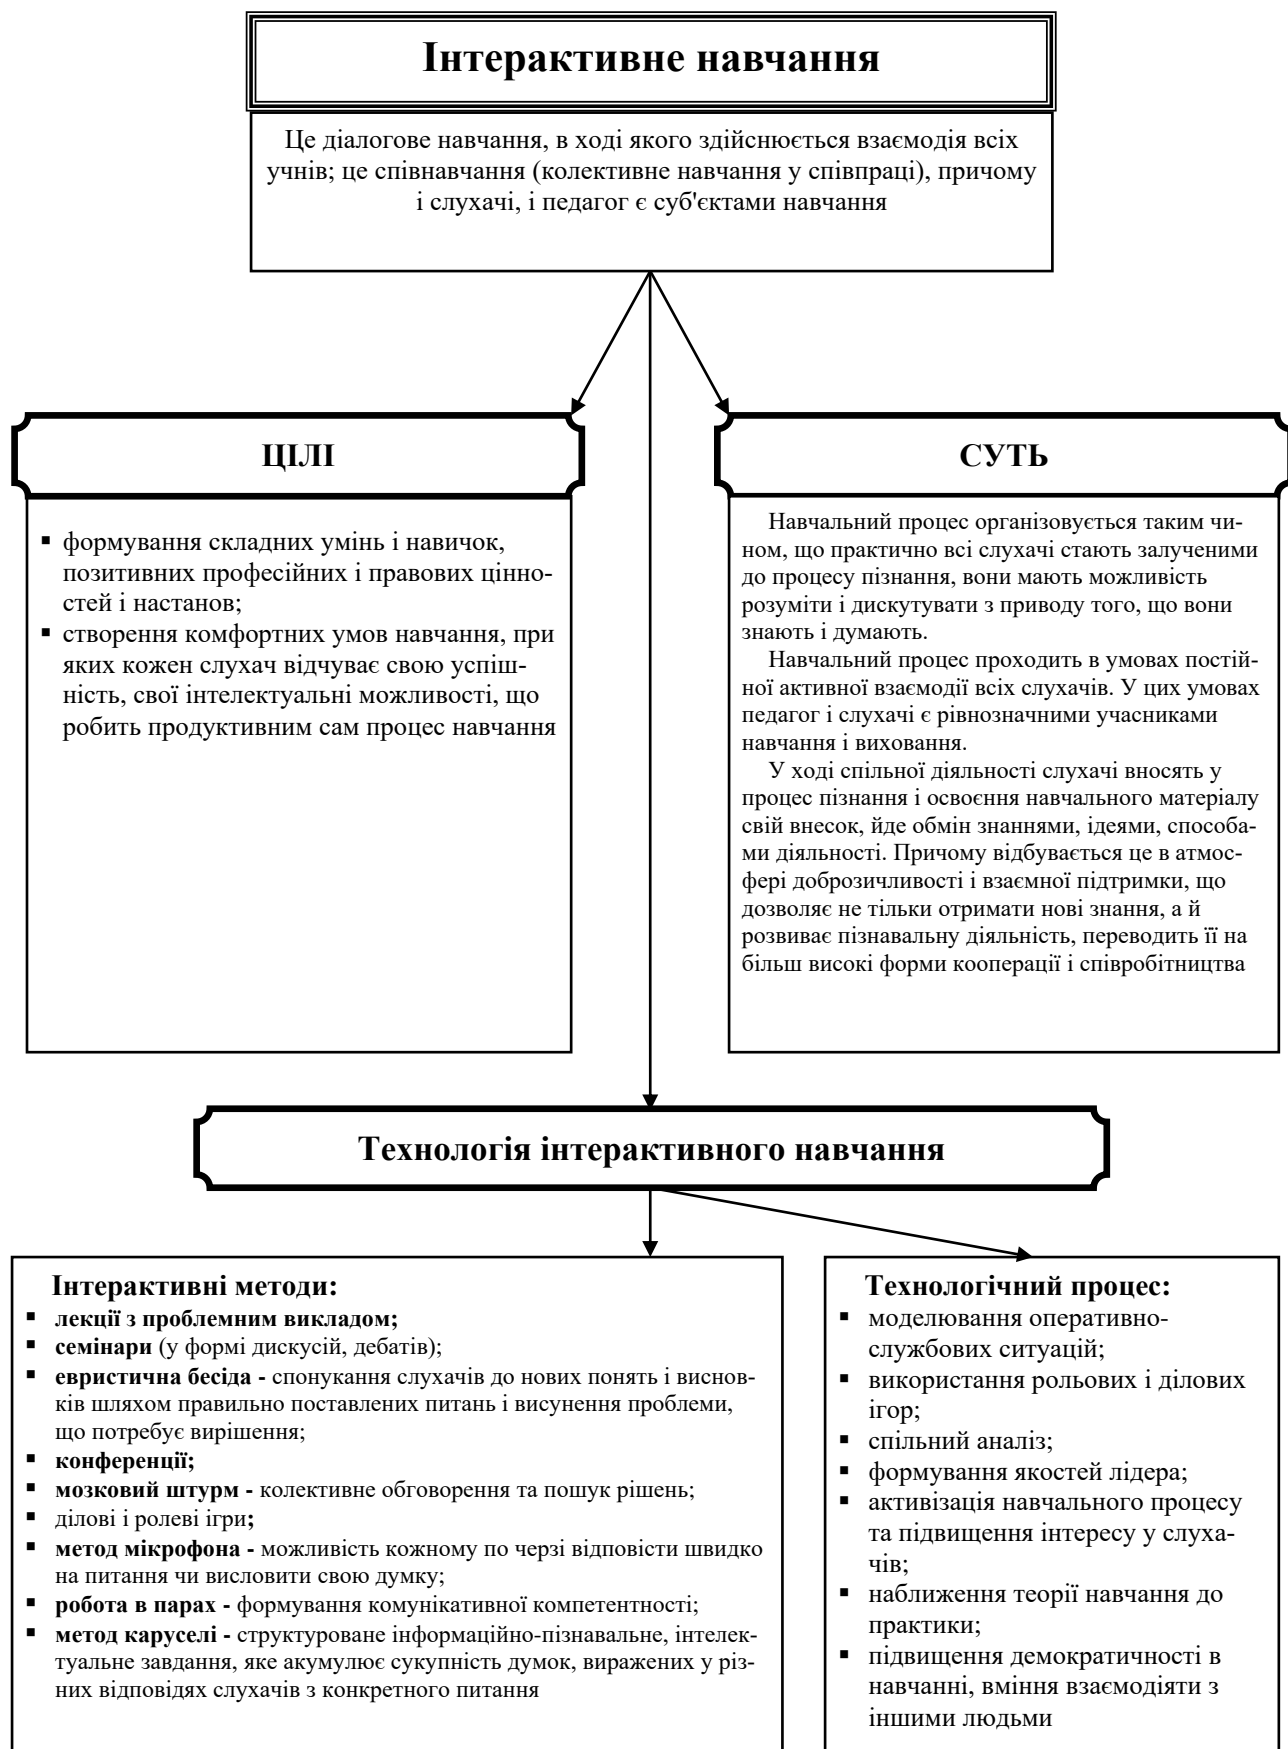 Інтерактивне навчання
Це діалогове навчання, в ході якого здійснюється взаємодія всіх
учнів; це співнавчання (колективне навчання у співпраці), причому
і слухачі, і педагог є суб'єктами навчання
ЦІЛІ
▪ формування складних умінь і навичок,
позитивних професійних і правових цінно-
стей і настанов;
▪ створення комфортних умов навчання, при
яких кожен слухач відчуває свою успіш-
ність, свої інтелектуальні можливості, що
робить продуктивним сам процес навчання
СУТЬ
Навчальний процес організовується таким чи-
ном, що практично всі слухачі стають залученими
до процесу пізнання, вони мають можливість
розуміти і дискутувати з приводу того, що вони
знають і думають.
Навчальний процес проходить в умовах постій-
ної активної взаємодії всіх слухачів. У цих умовах
педагог і слухачі є рівнозначними учасниками
навчання і виховання.
У ході спільної діяльності слухачі вносять у
процес пізнання і освоєння навчального матеріалу
свій внесок, йде обмін знаннями, ідеями, способа-
ми діяльності. Причому відбувається це в атмос-
фері доброзичливості і взаємної підтримки, що
дозволяє не тільки отримати нові знання, а й
розвиває пізнавальну діяльність, переводить її на
більш високі форми кооперації і співробітництва
Технологія інтерактивного навчання
Інтерактивні методи:
▪ лекції з проблемним викладом;
▪ семінари (у формі дискусій, дебатів);
▪ евристична бесіда - спонукання слухачів до нових понять і виснов-
ків шляхом правильно поставлених питань і висунення проблеми,
що потребує вирішення;
▪ конференції;
▪ мозковий штурм - колективне обговорення та пошук рішень;
▪ ділові і ролеві ігри;
▪ метод мікрофона - можливість кожному по черзі відповісти швидко
на питання чи висловити свою думку;
▪ робота в парах - формування комунікативної компетентності;
▪ метод каруселі - структуроване інформаційно-пізнавальне, інтелек-
туальне завдання, яке акумулює сукупність думок, виражених у різ-
них відповідях слухачів з конкретного питання
Технологічний процес:
▪ моделювання оперативно-
службових ситуацій;
▪ використання рольових і ділових
ігор;
▪ спільний аналіз;
▪ формування якостей лідера;
▪ активізація навчального процесу
та підвищення інтересу у слуха-
чів;
▪ наближення теорії навчання до
практики;
▪ підвищення демократичності в
навчанні, вміння взаємодіяти з
іншими людьми